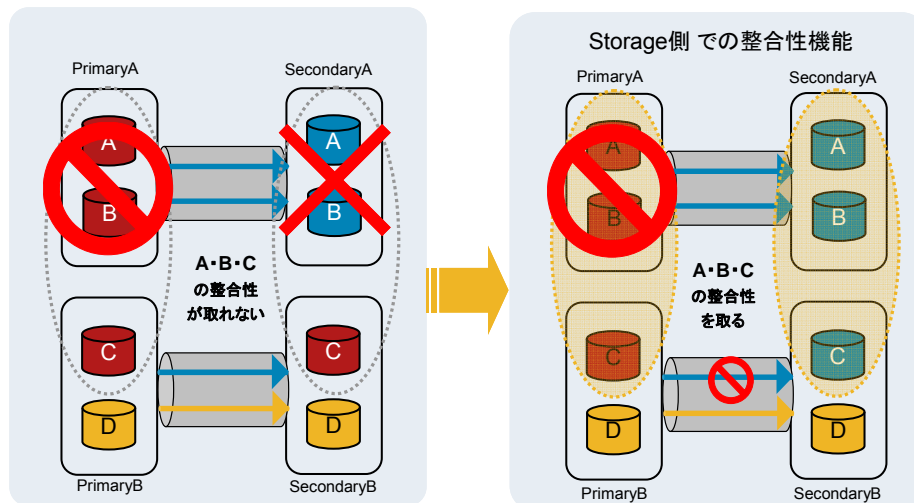 PrimaryA
SecondaryA
A
A
B
B
A・B・C
の整合性
が取れない
C
C
D
D
PrimaryB
SecondaryB
Storage側 での整合性機能
PrimaryA
SecondaryA
A
A
B
B
A・B・C
の整合性
を取る
C
C
D
D
PrimaryB
SecondaryB